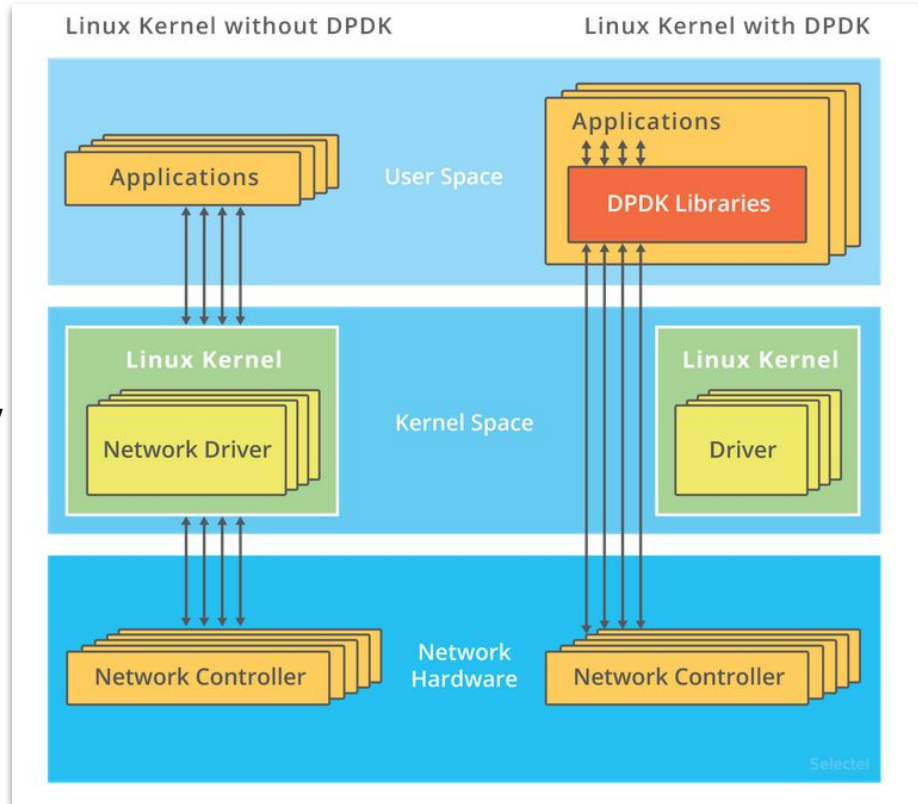 Linux Kernel without DPDK
Linux Kernel with DPDK
Applications
User Space
Applications
DPDK Libraries
Linux Kernel
Network Driver
Kernel Space
Linux Kernel
Driver
Network Controller
Network
Hardware
Network Controller
Selectel